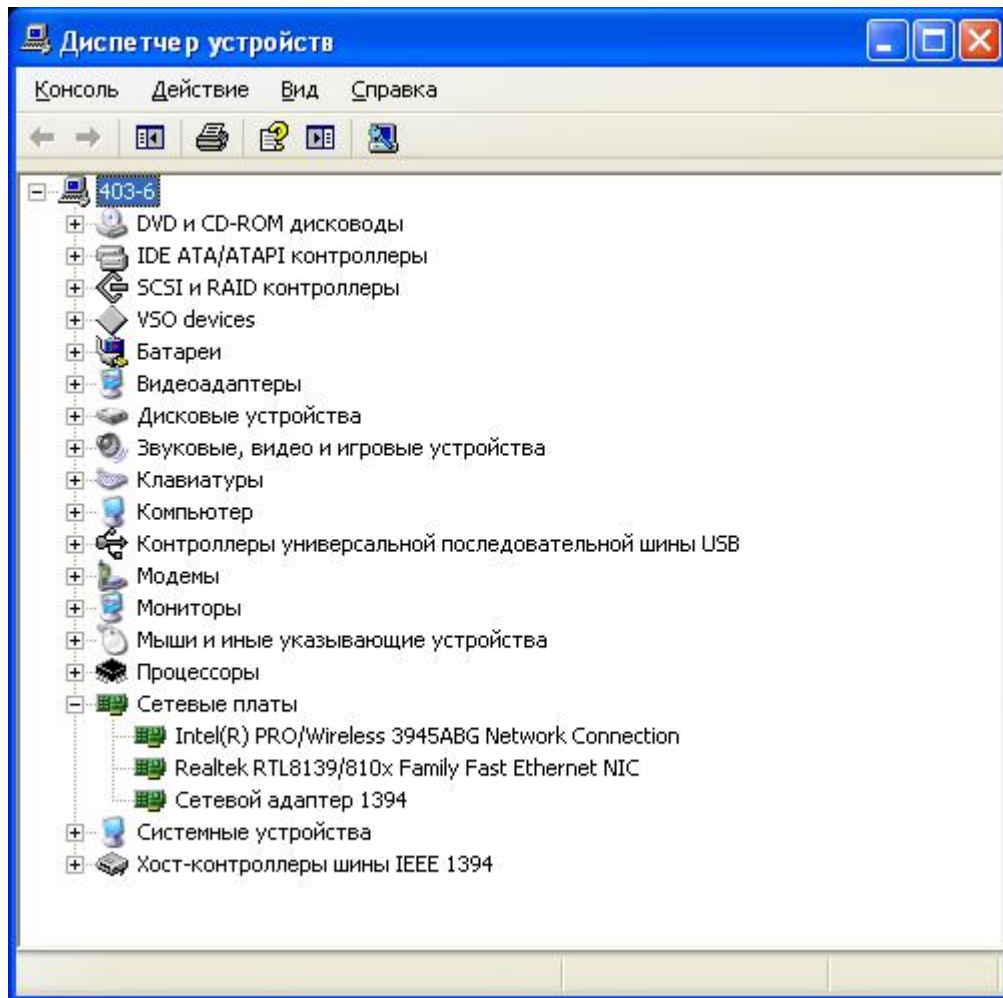 Диспетчер устройств
Консоль Действие Вид Справка
403-6
DVD и CD-ROM дисководы
IDE ATA/ATAPI контроллеры
SCSI и RAID контроллеры
VSO devices
Батареи
Видеоадаптеры
Дисковые устройства
Звуковые, видео и игровые устройства
Клавиатуры
Компьютер
Контроллеры универсальной последовательной шины USB
Модемы
Мониторы
Мыши и иные указывающие устройства
Процессоры
Сетевые платы
Intel(R) PRO/Wireless 3945ABG Network Connection
Realtek RTL8139/810x Family Fast Ethernet NIC
Сетевой адаптер 1394
Системные устройства
Хост-контроллеры шины IEEE 1394